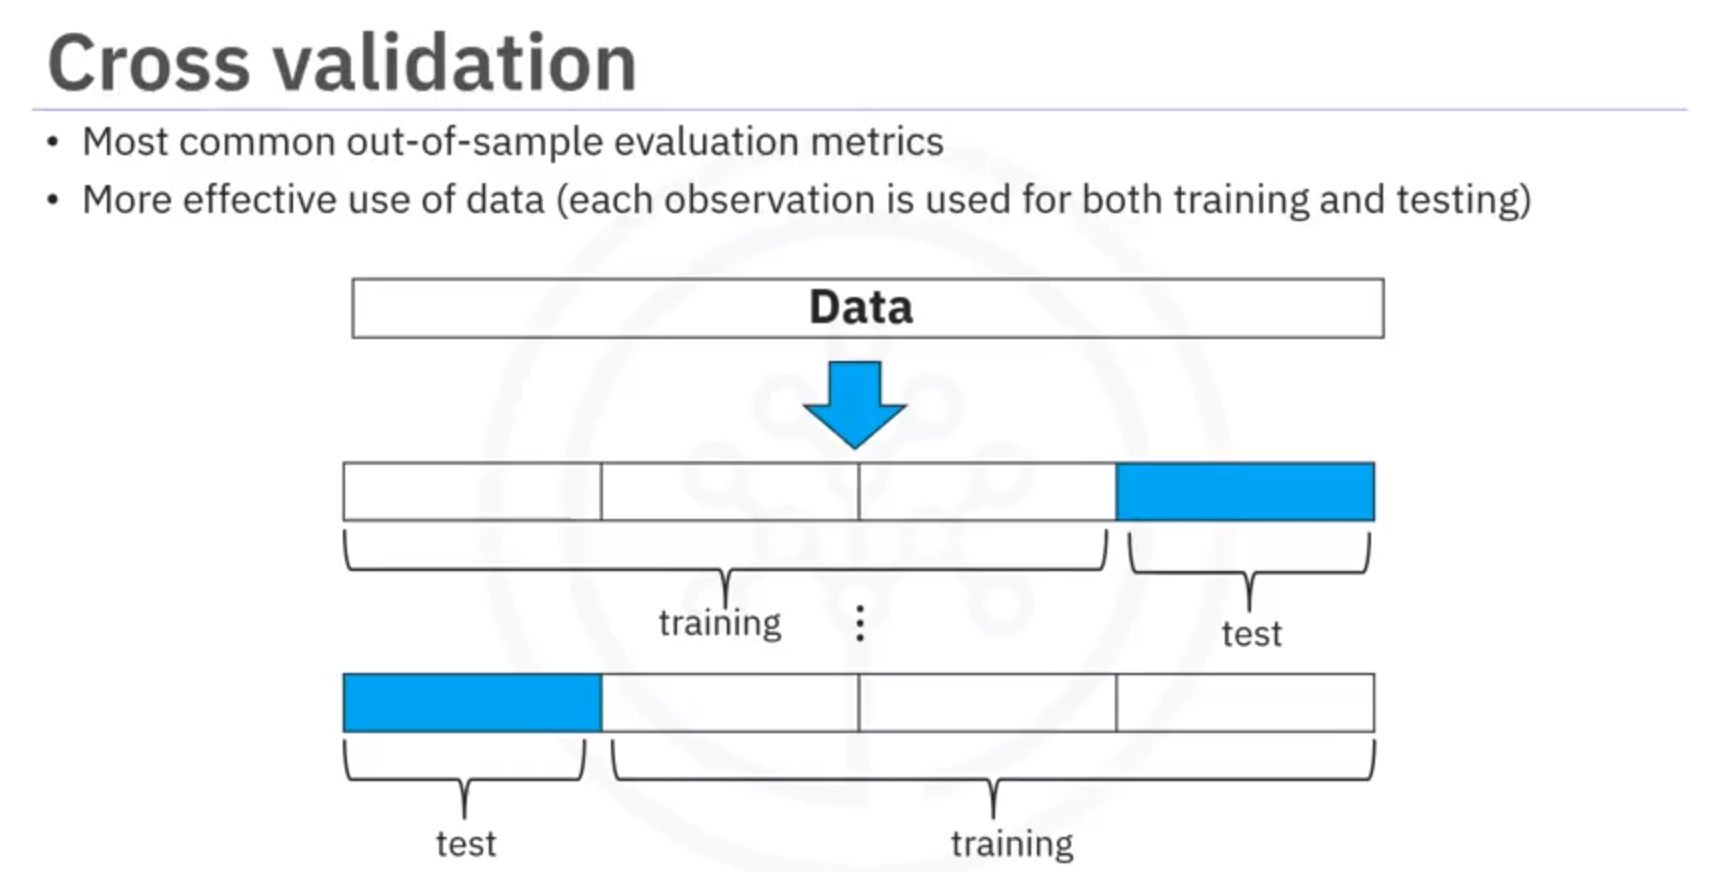 Cross validation
• Most common out-of-sample evaluation metrics
• More effective use of data (each observation is used for both training and testing)
Data
training
⋮
test
test
training